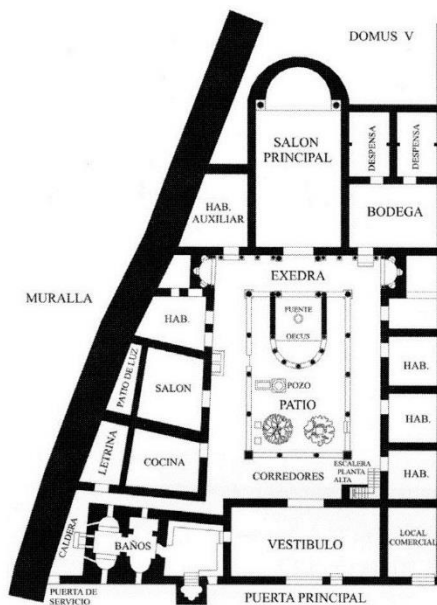 DOMUS V
SALON
PRINCIPAL
DESPENSA
DESPENSA
HAB.
AUXILIAR
BODEGA
EXEDRA
MURALLA
FUENTE
OECUS
HAB.
PATIO DE LUZ
SALON
POZO
PATIO
HAB.
HAB.
LETRINA
COCINA
CORREDORES
ESCALERA
PLANTA
ALTA
HAB.
CALDERA
BAÑOS
VESTIBULO
LOCAL
COMERCIAL
PUERTA DE
SERVICIO
PUERTA PRINCIPAL